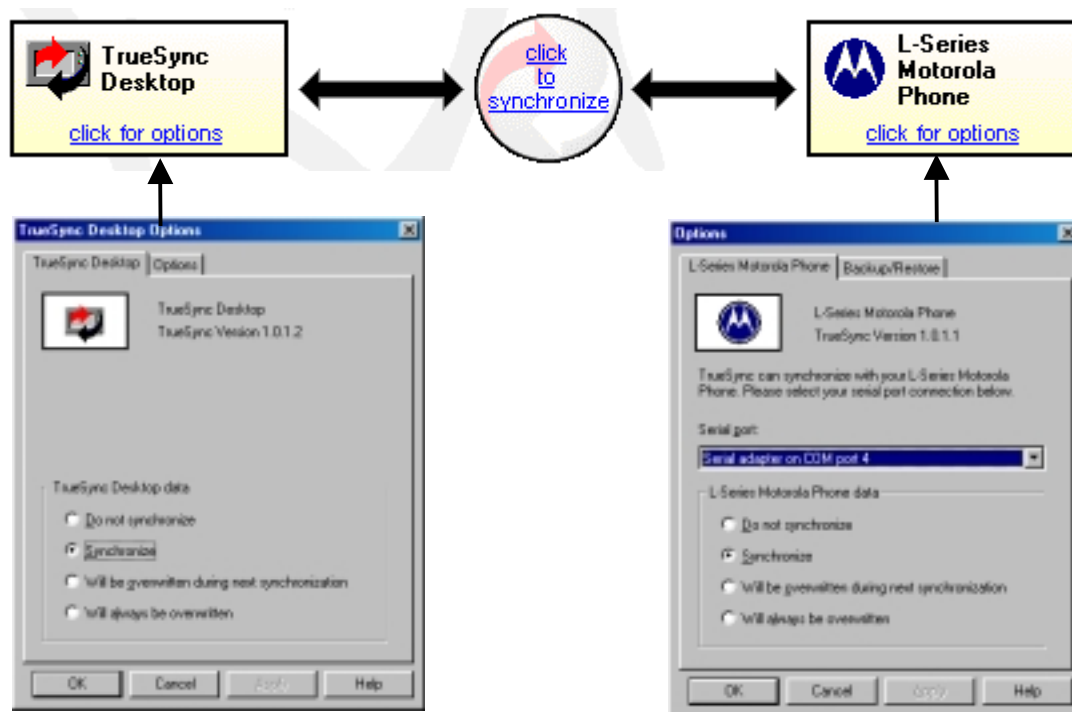 TrueSync
Desktop
click for options
click
to
synchronize
L-Series
Motorola
Phone
click for options
TrueSync Desktop Options
TrueSync Desktop
Options
TrueSync Desktop
TrueSync Version 1.0.1.2
TrueSync Desktop data
Do not synchronize
Synchronize
Will be overwritten during next synchronization
Will always be overwritten
OK
Cancel
Apply
Help
Options
L-Series Motorola Phone
Backup/Restore
L-Series Motorola Phone
TrueSync Version 1.0.1.1
TrueSync can synchronize with your L-Series Motorola
Phone. Please select your serial port connection below.
Serial port:
Serial adapter on COM port 4
L-Series Motorola Phone data
Do not synchronize
Synchronize
Will be overwritten during next synchronization
Will always be overwritten
OK
Cancel
Apply
Help